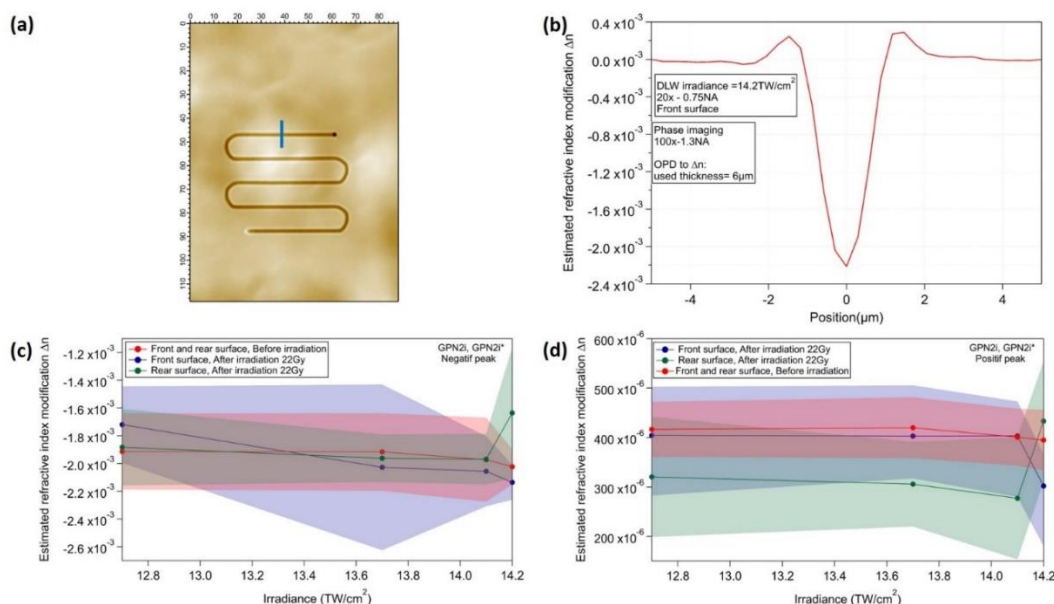 (a)
0 20 40 60 80
0
10
20
30
40
50
60
70
80
90
100
110
(b)
Estimated refractive index modification Δn
0.4 x10⁻³
0.0 x10⁻³
-0.4 x10⁻³
-0.8 x10⁻³
-1.2 x10⁻³
-1.6 x10⁻³
-2.0 x10⁻³
-2.4 x10⁻³
DLW irradiance =14.2TW/cm²
20x - 0.75NA
Front surface
Phase imaging
100x-1.3NA
OPD to Δn:
used thickness= 6µm
-4 -2 0 2 4
Position(µm)
(c)
Estimated refractive index modification Δn
-1.2 x10⁻³
-1.4 x10⁻³
-1.6 x10⁻³
-1.8 x10⁻³
-2.0 x10⁻³
-2.2 x10⁻³
-2.4 x10⁻³
-2.6 x10⁻³
Front and rear surface, Before irradiation
Front surface, After irradiation 22Gy
Rear surface, After irradiation 22Gy
GPN2i, GPN2i*
Negatif peak
12.8 13.0 13.2 13.4 13.6 13.8 14.0 14.2
Irradiance (TW/cm²)
(d)
Estimated refractive index modification Δn
600 x10⁻⁶
500 x10⁻⁶
400 x10⁻⁶
300 x10⁻⁶
200 x10⁻⁶
Front surface, After irradiation 22Gy
Rear surface, After irradiation 22Gy
Front and rear surface, Before irradiation
GPN2i, GPN2i*
Positif peak
12.8 13.0 13.2 13.4 13.6 13.8 14.0 14.2
Irradiance (TW/cm²)